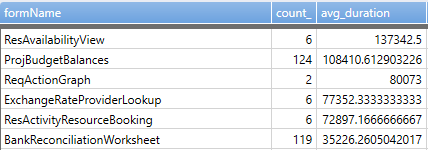 formName count_ avg_duration
ResAvailabilityView 6 137342.5
ProjBudgetBalances 124 108410.612903226
ReqActionGraph 2 80073
ExchangeRateProviderLookup 6 77352.3333333333
ResActivityResourceBooking 6 72897.1666666667
BankReconciliationWorksheet 119 35226.2605042017